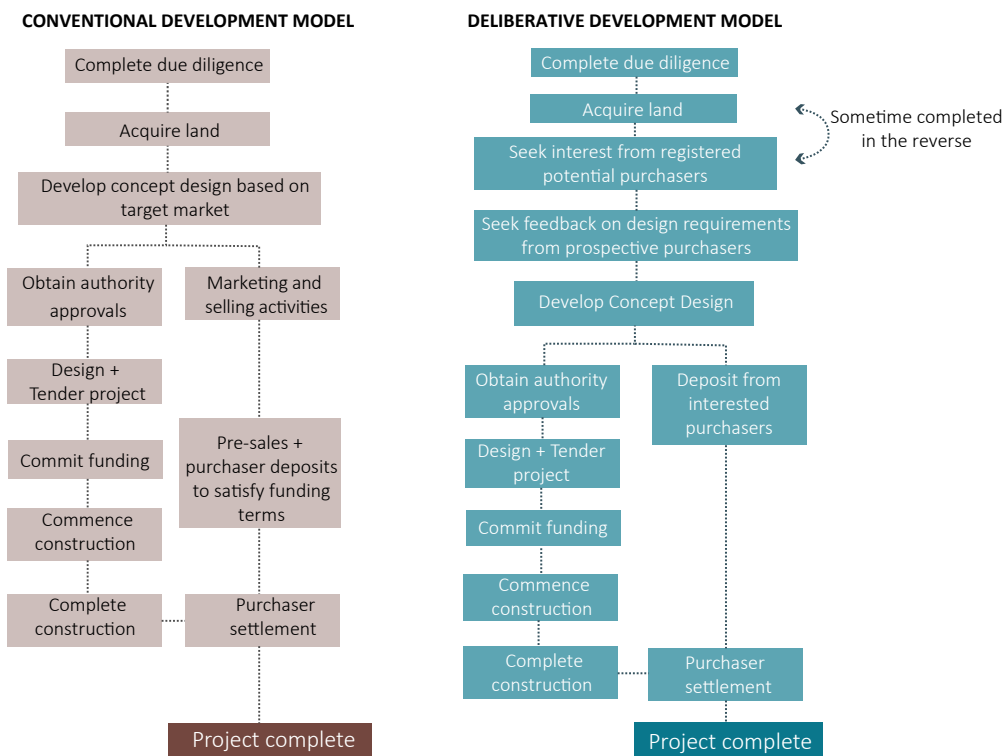 CONVENTIONAL DEVELOPMENT MODEL
Complete due diligence
Acquire land
Develop concept design based on
target market
Obtain authority
approvals
Marketing and
selling activities
Design +
Tender project
Commit funding
Pre-sales +
purchaser deposits
to satisfy funding
terms
Commence
construction
Complete
construction
Purchaser
settlement
Project complete
DELIBERATIVE DEVELOPMENT MODEL
Complete due diligence
Acquire land
Sometime completed
in the reverse
Seek interest from registered
potential purchasers
Seek feedback on design requirements
from prospective purchasers
Develop Concept Design
Obtain authority
approvals
Deposit from
interested
purchasers
Design + Tender
project
Commit funding
Commence
construction
Complete
construction
Purchaser
settlement
Project complete